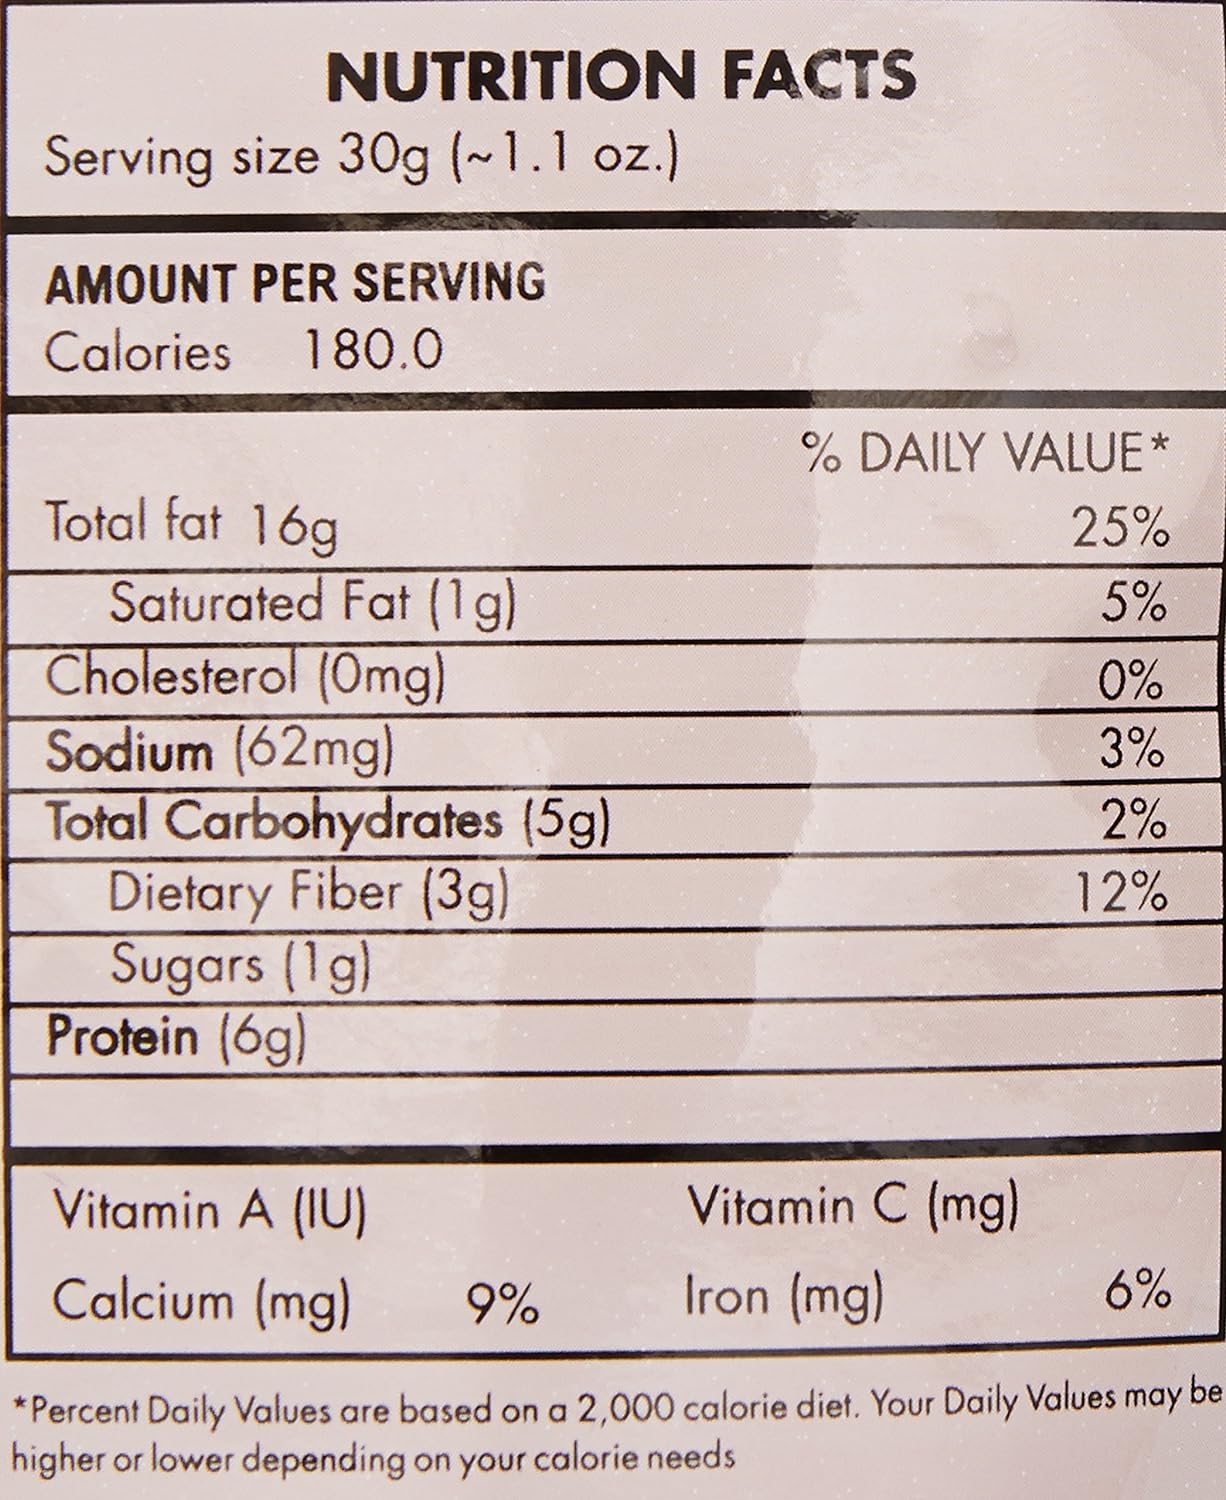 NUTRITION FACTS
Serving size 30g (~1.1 oz.)
AMOUNT PER SERVING
Calories 180.0
% DAILY VALUE*
Total fat 16g 25%
Saturated Fat (1g) 5%
Cholesterol (0mg) 0%
Sodium (62mg) 3%
Total Carbohydrates (5g) 2%
Dietary Fiber (3g) 12%
Sugars (1g)
Protein (6g)
Vitamin A (IU) Vitamin C (mg)
Calcium (mg) 9% Iron (mg) 6%
*Percent Daily Values are based on a 2,000 calorie diet. Your Daily Values may be
higher or lower depending on your calorie needs